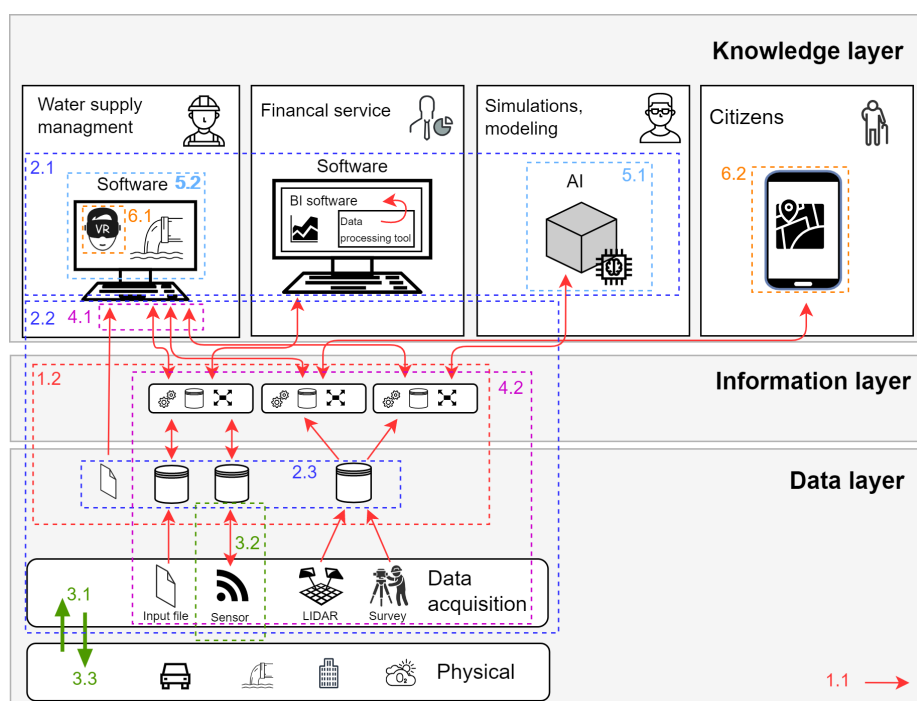 Knowledge layer
Water supply
managment
Financal service
Simulations,
modeling
Citizens
2.1
Software 5.2
Software
AI
5.1
6.2
6.1
VR
BI software
Data
processing tool
2.2
4.1
Information layer
1.2
4.2
Data layer
2.3
3.2
Data
acquisition
Input file
Sensor
LIDAR
Survey
3.1
3.3
O₂
Physical
1.1